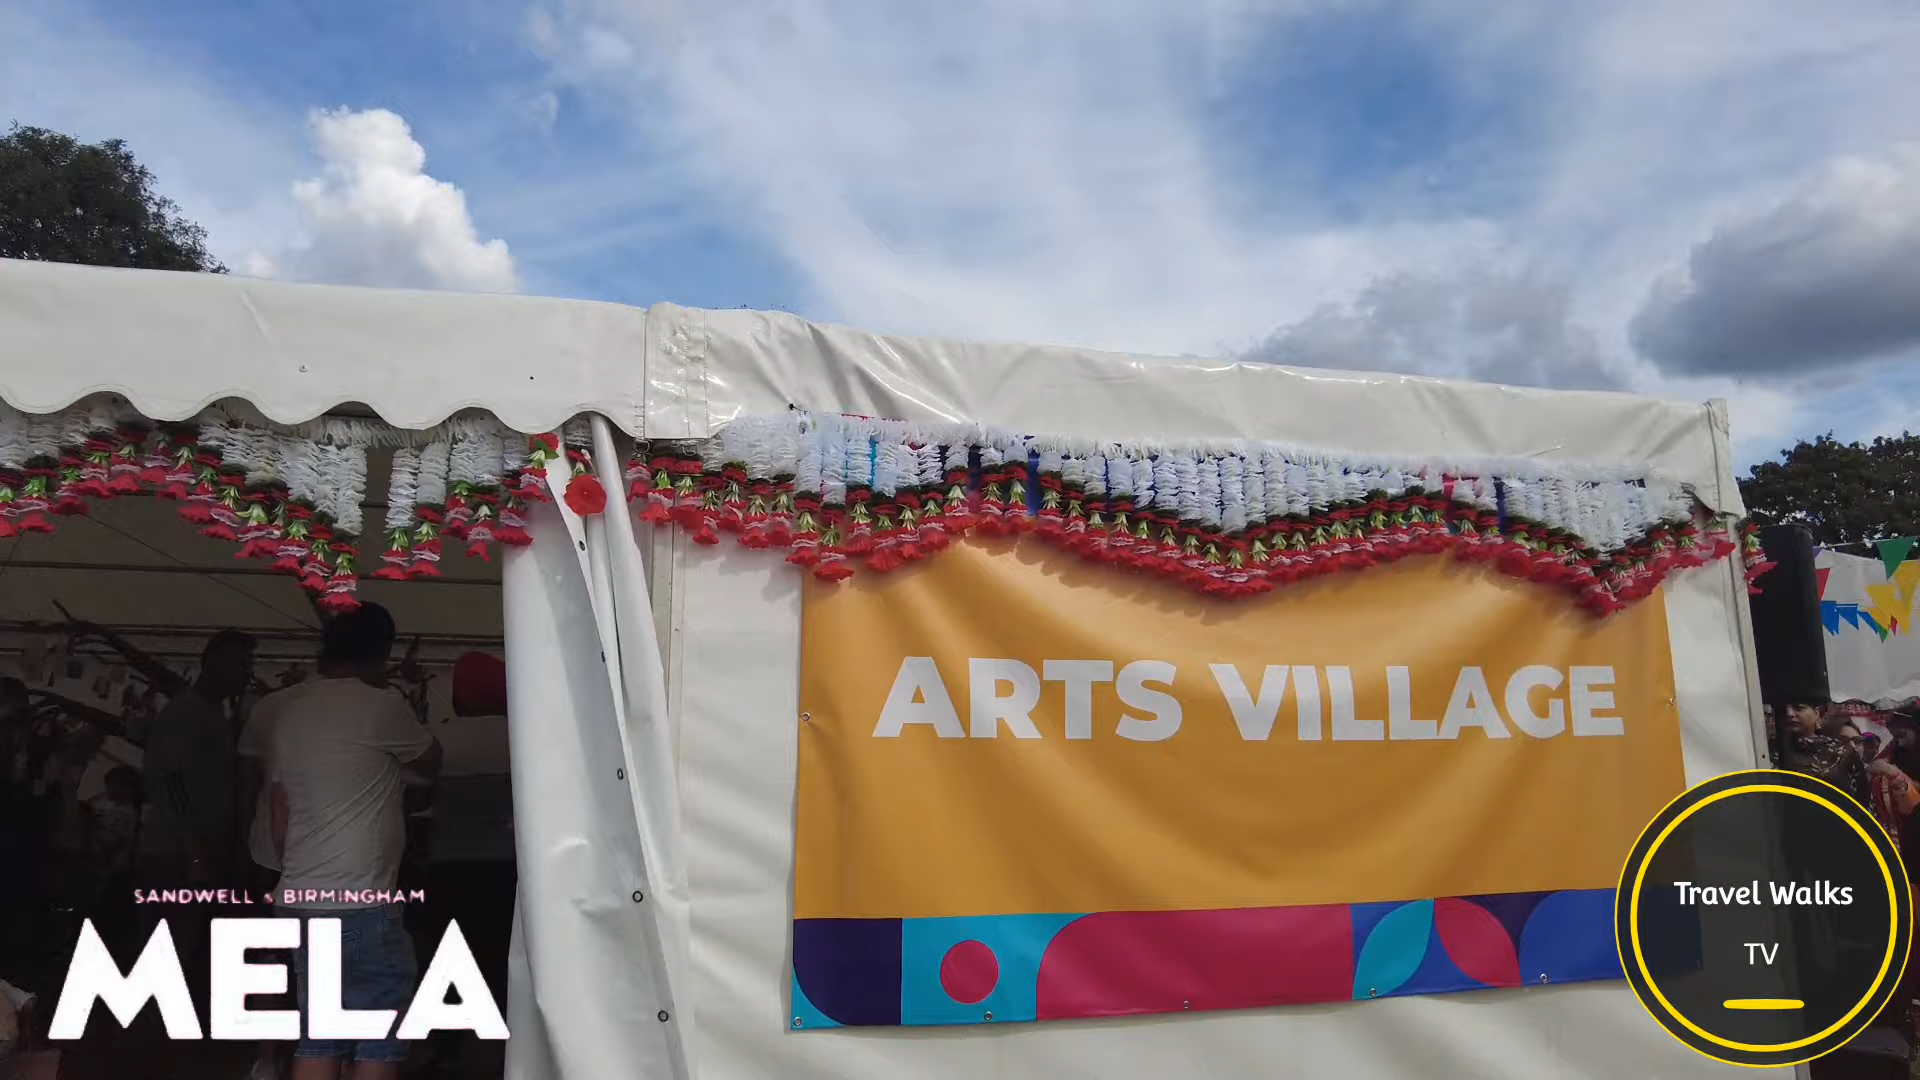 ARTS VILLAGE
SANDWELL & BIRMINGHAM
MELA
Travel Walks
TV